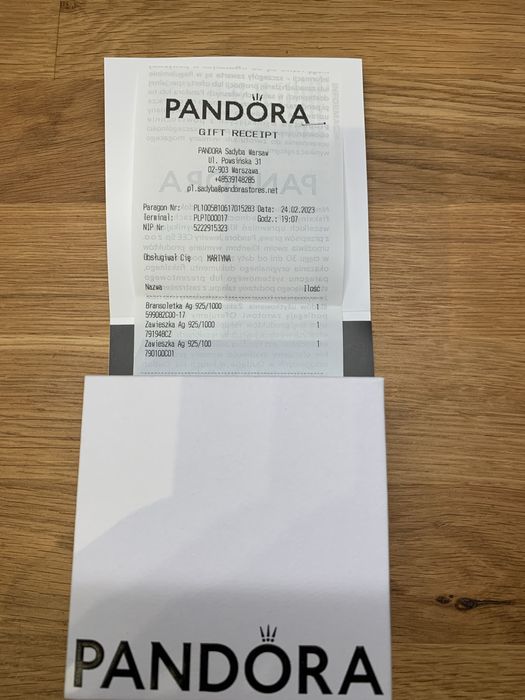 PANDORA
GIFT RECEIPT
PANDORA Sadyba Warsaw
Ul. Powsińska 31
02-903 Warszawa
+48539148285
pl.sadyba@pandorastores.net
Paragon Nr: PL1005810617015283 Data: 24.02.2023
Terminal: PLPT000017 Godz.: 19:07
NIP Nr 5222915323
Obsługiwał Cię MARTYNA
Nazwa Ilość
Bransoletka Ag 925/1000 1
599082C00-17
Zawieszka Ag 925/1000 1
791948CZ
Zawieszka Ag 925/100 1
790100C01
PANDORA